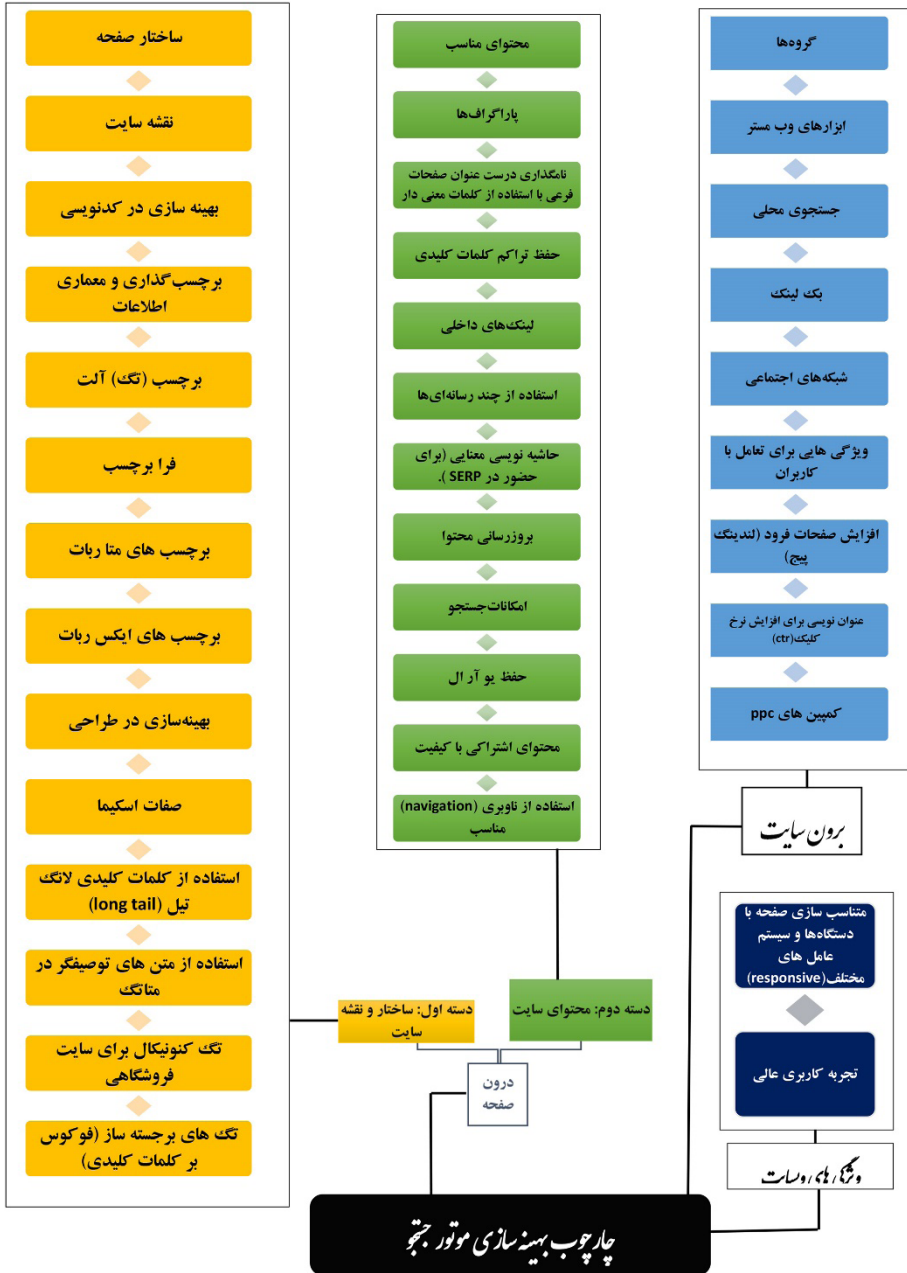 گروه‌ها
ابزارهای وب مستر
جستجوی محلی
بک لینک
شبکه‌های اجتماعی
ویژگی هایی برای تعامل با
کاربران
افزایش صفحات فرود (لندینگ
پیج)
عنوان نویسی برای افزایش نرخ
کلیک(ctr)
کمپین های ppc
برون سایت
متناسب سازی صفحه با
دستگاه‌ها و سیستم
عامل های
مختلف(responsive)
تجربه کاربری عالی
ویژگی های وبسایت
محتوای مناسب
پاراگراف‌ها
نامگذاری درست عنوان صفحات
فرعی با استفاده از کلمات معنی دار
حفظ تراکم کلمات کلیدی
لینک‌های داخلی
استفاده از چند رسانه‌ای‌ها
حاشیه نویسی معنایی (برای
حضور در SERP ).
بروزرسانی محتوا
امکانات‌جستجو
حفظ یو آر ال
محتوای اشتراکی با کیفیت
استفاده از ناوبری (navigation)
مناسب
دسته دوم: محتوای سایت
ساختار صفحه
نقشه سایت
بهینه سازی در کدنویسی
برچسب‌گذاری و معماری
اطلاعات
برچسب (تگ) آلت
فرا برچسب
برچسب های متا ربات
برچسب های ایکس ربات
بهینه‌سازی در طراحی
صفات اسکیما
استفاده از کلمات کلیدی لانگ
تیل (long tail)
استفاده از متن های توصیفگر در
متاتگ
تگ کنونیکال برای سایت
فروشگاهی
تگ های برجسته ساز (فوکوس
بر کلمات کلیدی)
دسته اول: ساختار و نقشه
سایت
درون
صفحه
چارچوب بهینه سازی موتور جستجو